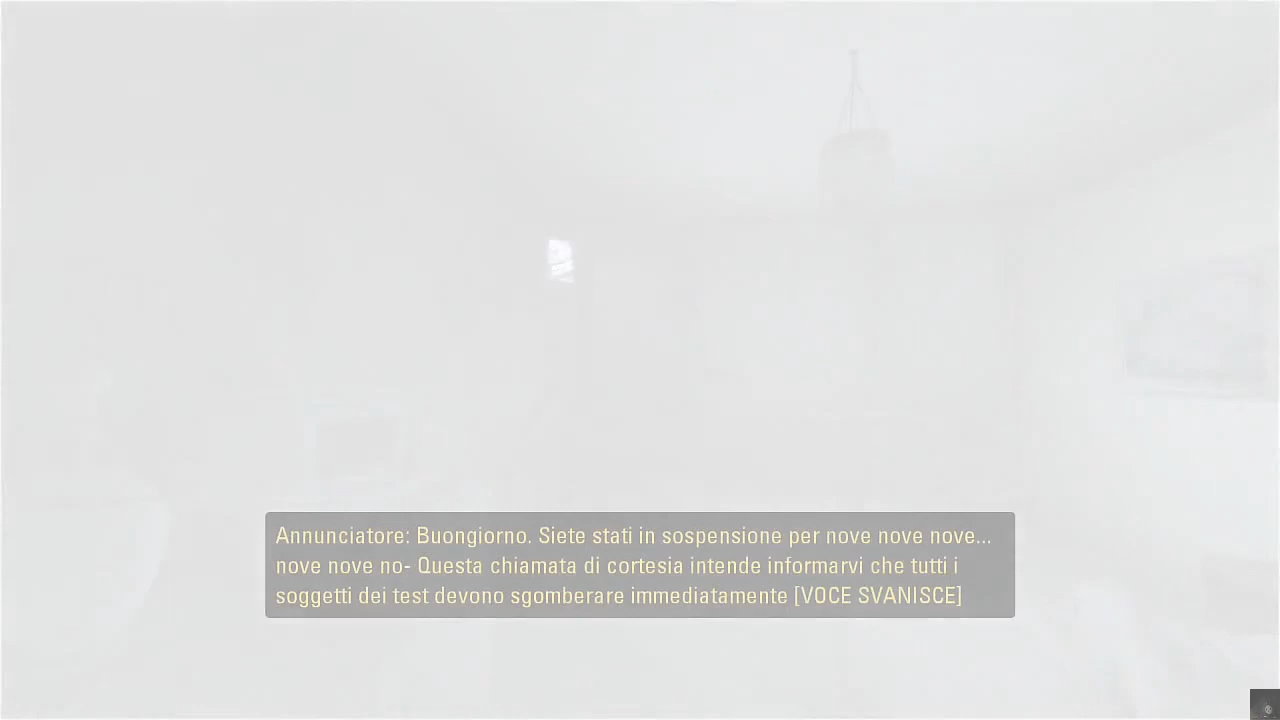 Annunciatore: Buongiorno. Siete stati in sospensione per nove nove nove...
nove nove no- Questa chiamata di cortesia intende informarvi che tutti i
soggetti dei test devono sgomberare immediatamente [VOCE SVANISCE]